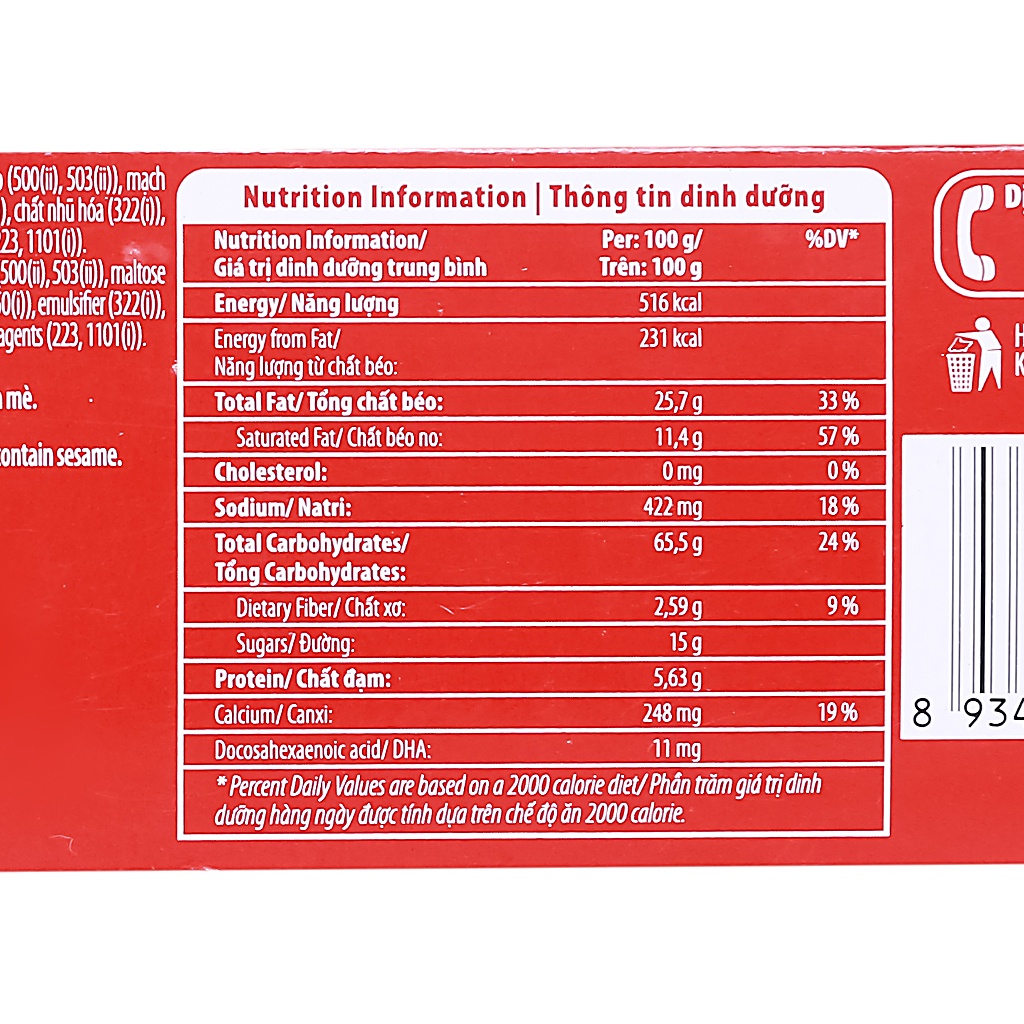 (500(ii), 503(ii)), mạch
), chất nhũ hóa (322(i)),
23, 1101(i)).
500(ii), 503(ii)), maltose
0(i)), emulsifier (322(i)),
agents (223, 1101(i)).
mè.
contain sesame.
Nutrition Information | Thông tin dinh dưỡng
Nutrition Information/ Per: 100 g/ %DV*
Giá trị dinh dưỡng trung bình Trên: 100 g
Energy/ Năng lượng 516 kcal
Energy from Fat/ 231 kcal
Năng lượng từ chất béo:
Total Fat/ Tổng chất béo: 25,7 g 33 %
Saturated Fat/ Chất béo no: 11,4 g 57 %
Cholesterol: 0 mg 0 %
Sodium/ Natri: 422 mg 18 %
Total Carbohydrates/ 65,5 g 24 %
Tổng Carbohydrates:
Dietary Fiber/ Chất xơ: 2,59 g 9 %
Sugars/ Đường: 15 g
Protein/ Chất đạm: 5,63 g
Calcium/ Canxi: 248 mg 19 %
Docosahexaenoic acid/ DHA: 11 mg
* Percent Daily Values are based on a 2000 calorie diet/ Phần trăm giá trị dinh
dưỡng hàng ngày được tính dựa trên chế độ ăn 2000 calorie.
8 934